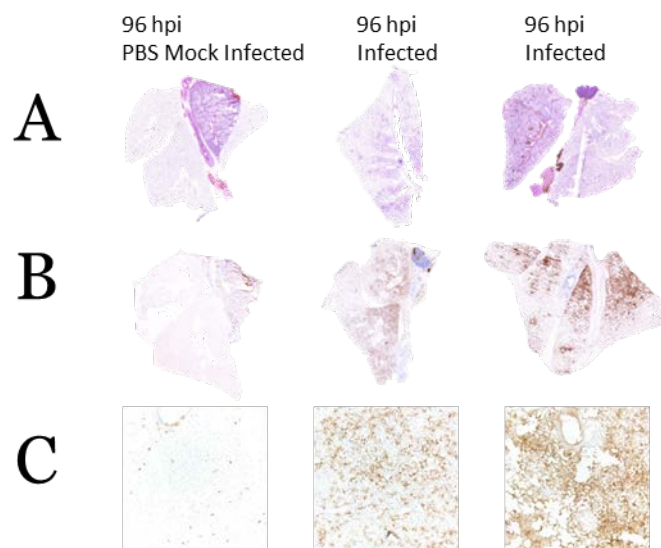 96 hpi
PBS Mock Infected
96 hpi
Infected
96 hpi
Infected
A
B
C